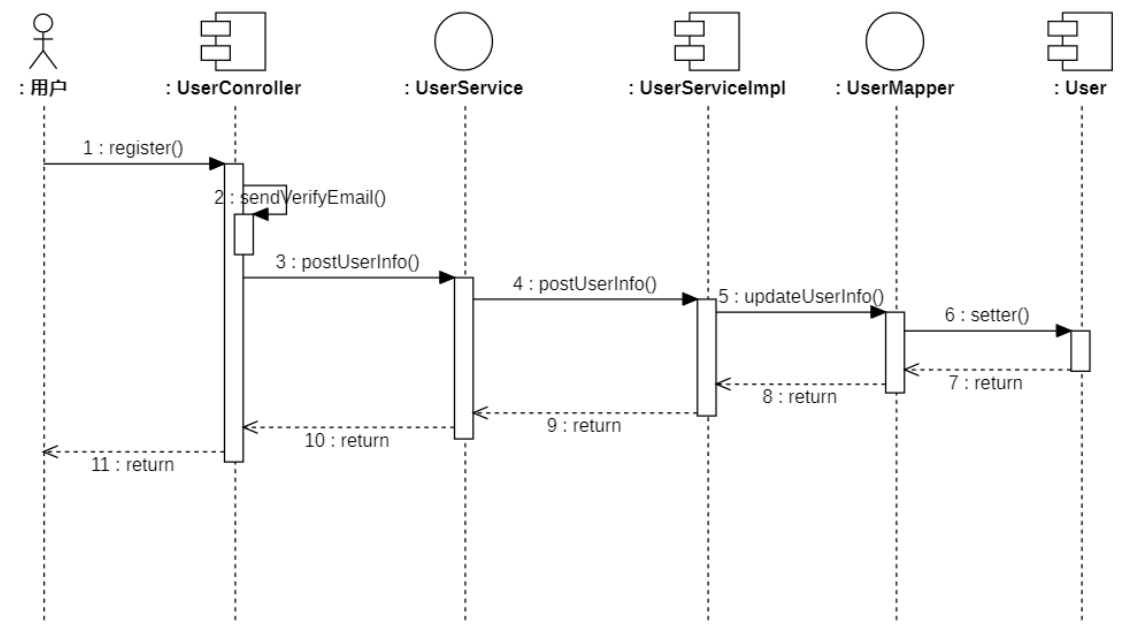 : 用户
: UserConroller
: UserService
: UserServiceImpl
: UserMapper
: User
1 : register()
2 : sendVerifyEmail()
3 : postUserInfo()
4 : postUserInfo()
5 : updateUserInfo()
6 : setter()
7 : return
8 : return
9 : return
10 : return
11 : return